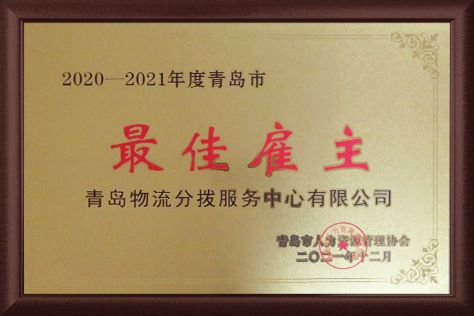 2020—2021年度青岛市
最佳雇主
青岛物流分拨服务中心有限公司
青岛市人力资源管理协会
二〇二一年十二月